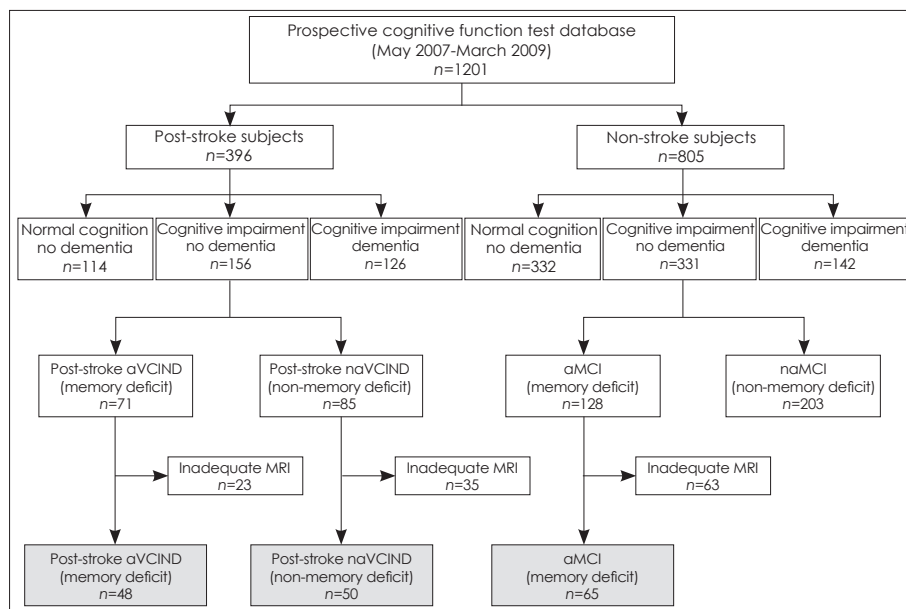 Prospective cognitive function test database
(May 2007-March 2009)
n=1201
Post-stroke subjects
n=396
Non-stroke subjects
n=805
Normal cognition
no dementia
n=114
Cognitive impairment
no dementia
n=156
Cognitive impairment
dementia
n=126
Normal cognition
no dementia
n=332
Cognitive impairment
no dementia
n=331
Cognitive impairment
dementia
n=142
Post-stroke aVCIND
(memory deficit)
n=71
Post-stroke naVCIND
(non-memory deficit)
n=85
aMCI
(memory deficit)
n=128
naMCI
(non-memory deficit)
n=203
Inadequate MRI
n=23
Inadequate MRI
n=35
Inadequate MRI
n=63
Post-stroke aVCIND
(memory deficit)
n=48
Post-stroke naVCIND
(non-memory deficit)
n=50
aMCI
(memory deficit)
n=65